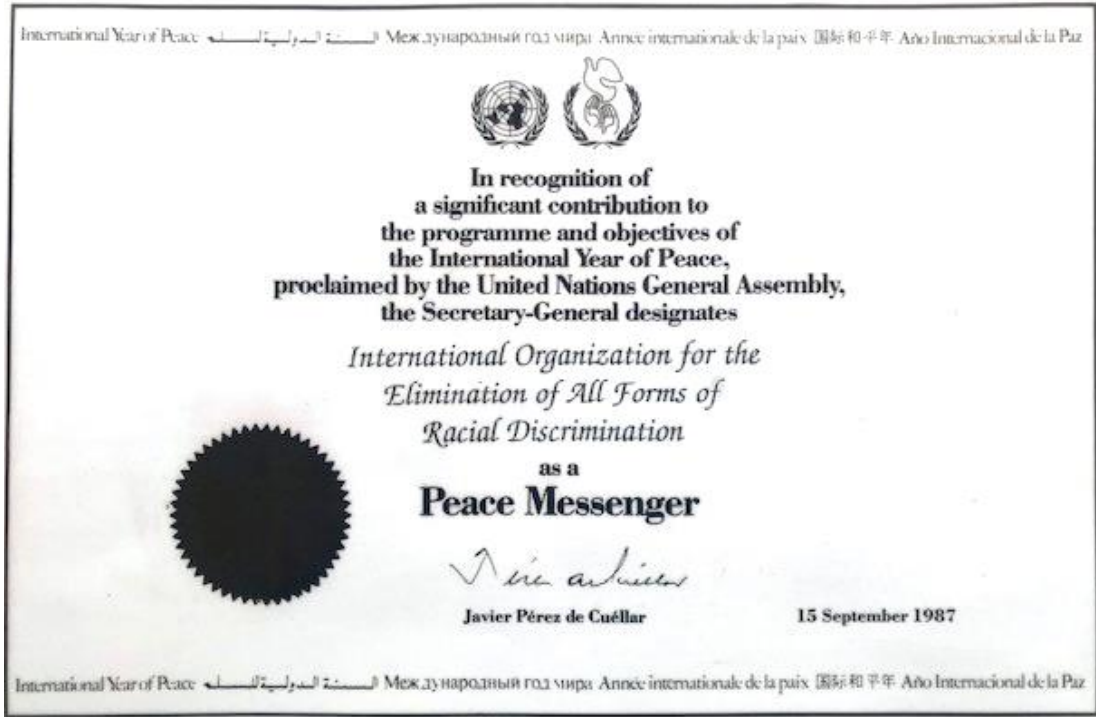 International Year of Peace السنة الدولية للسلم Международный год мира Année internationale de la paix 国际和平年 Año Internacional de la Paz
In recognition of
a significant contribution to
the programme and objectives of
the International Year of Peace,
proclaimed by the United Nations General Assembly,
the Secretary-General designates
International Organization for the
Elimination of All Forms of
Racial Discrimination
as a
Peace Messenger
Javier Pérez de Cuéllar 15 September 1987
International Year of Peace السنة الدولية للسلم Международный год мира Année internationale de la paix 国际和平年 Año Internacional de la Paz